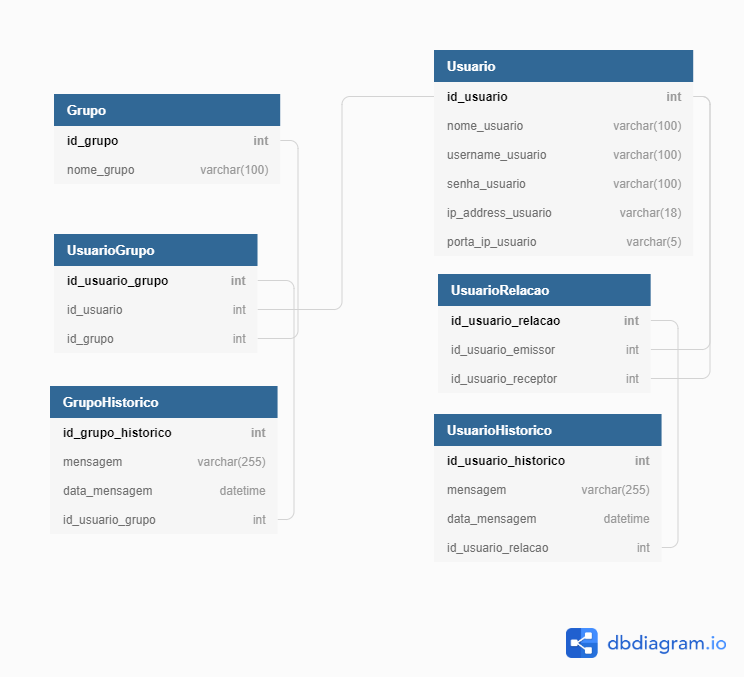 Grupo
id_grupo int
nome_grupo varchar(100)
UsuarioGrupo
id_usuario_grupo int
id_usuario int
id_grupo int
GrupoHistorico
id_grupo_historico int
mensagem varchar(255)
data_mensagem datetime
id_usuario_grupo int
Usuario
id_usuario int
nome_usuario varchar(100)
username_usuario varchar(100)
senha_usuario varchar(100)
ip_address_usuario varchar(18)
porta_ip_usuario varchar(5)
UsuarioRelacao
id_usuario_relacao int
id_usuario_emissor int
id_usuario_receptor int
UsuarioHistorico
id_usuario_historico int
mensagem varchar(255)
data_mensagem datetime
id_usuario_relacao int
dbdiagram.io